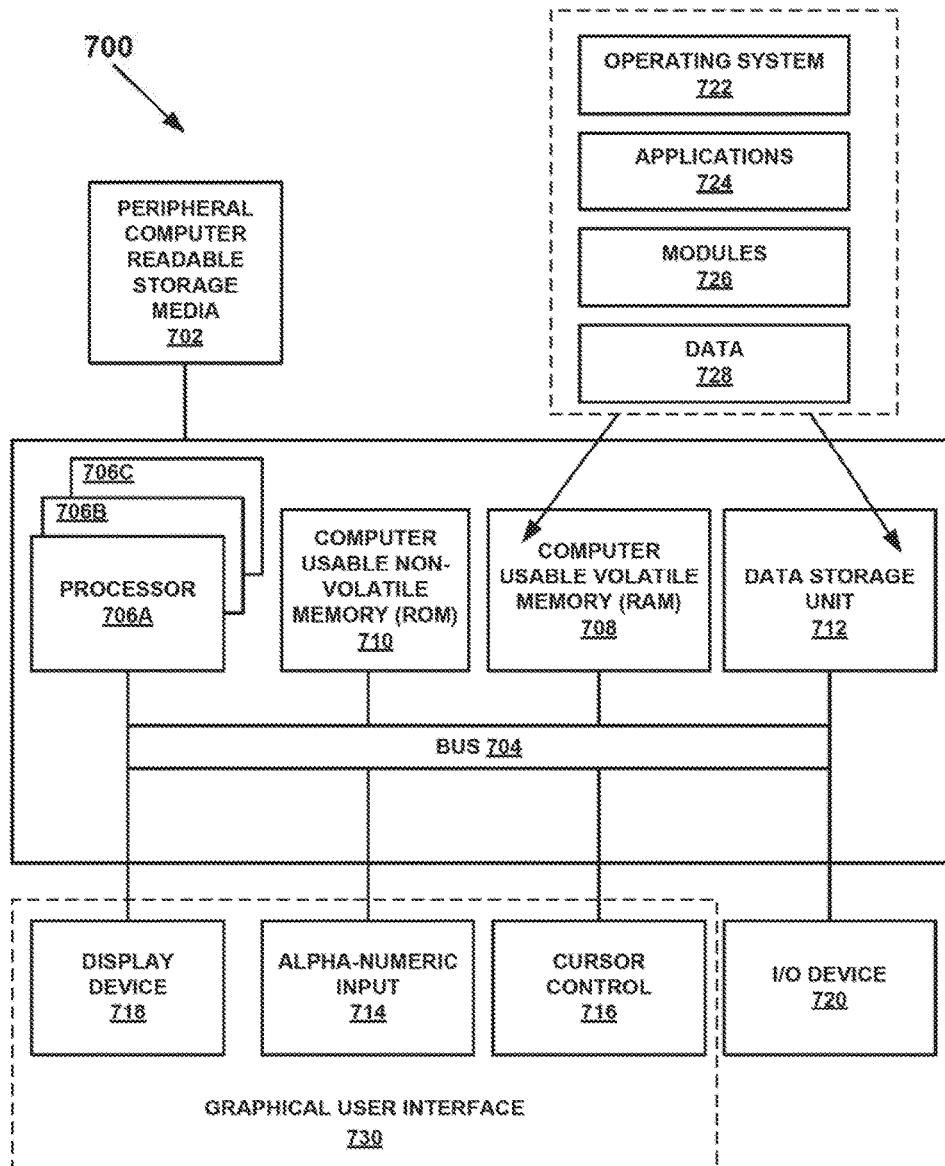 700
OPERATING SYSTEM
722
APPLICATIONS
724
MODULES
726
DATA
728
PERIPHERAL
COMPUTER
READABLE
STORAGE
MEDIA
702
706C
706B
PROCESSOR
706A
COMPUTER
USABLE NON-
VOLATILE
MEMORY (ROM)
710
COMPUTER
USABLE VOLATILE
MEMORY (RAM)
708
DATA STORAGE
UNIT
712
BUS 704
DISPLAY
DEVICE
718
ALPHA-NUMERIC
INPUT
714
CURSOR
CONTROL
716
I/O DEVICE
720
GRAPHICAL USER INTERFACE
730